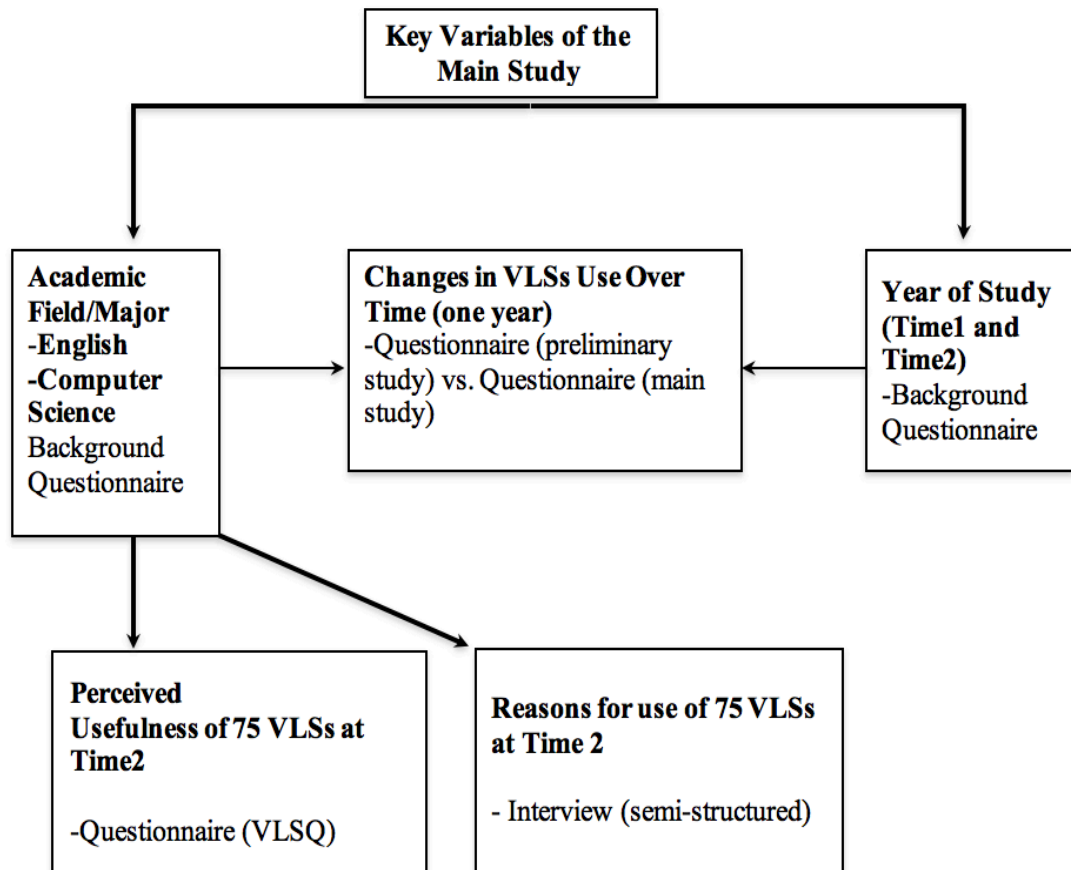 Key Variables of the
Main Study
Academic
Field/Major
-English
-Computer
Science
Background
Questionnaire
Changes in VLSs Use Over
Time (one year)
-Questionnaire (preliminary
study) vs. Questionnaire (main
study)
Year of Study
(Time1 and
Time2)
-Background
Questionnaire
Perceived
Usefulness of 75 VLSs at
Time2
-Questionnaire (VLSQ)
Reasons for use of 75 VLSs
at Time 2
- Interview (semi-structured)